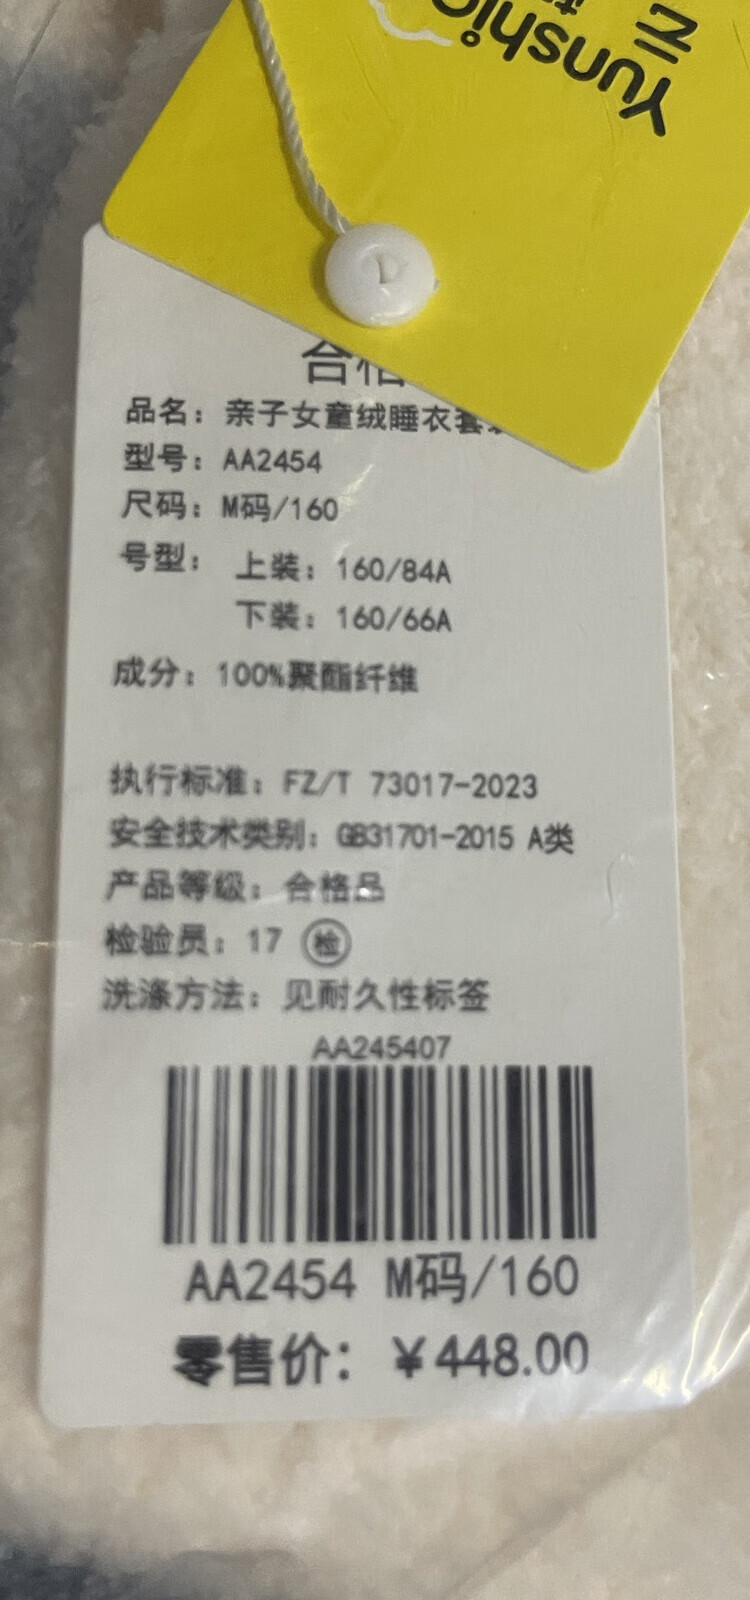 Yunshic
合格
品名：亲子女童绒睡衣套
型号：AA2454
尺码：M码/160
号型：上装：160/84A
下装：160/66A
成分：100%聚酯纤维
执行标准：FZ/T 73017-2023
安全技术类别：GB31701-2015 A类
产品等级：合格品
检验员：17 检
洗涤方法：见耐久性标签
AA245407
AA2454 M码/160
零售价：￥448.00